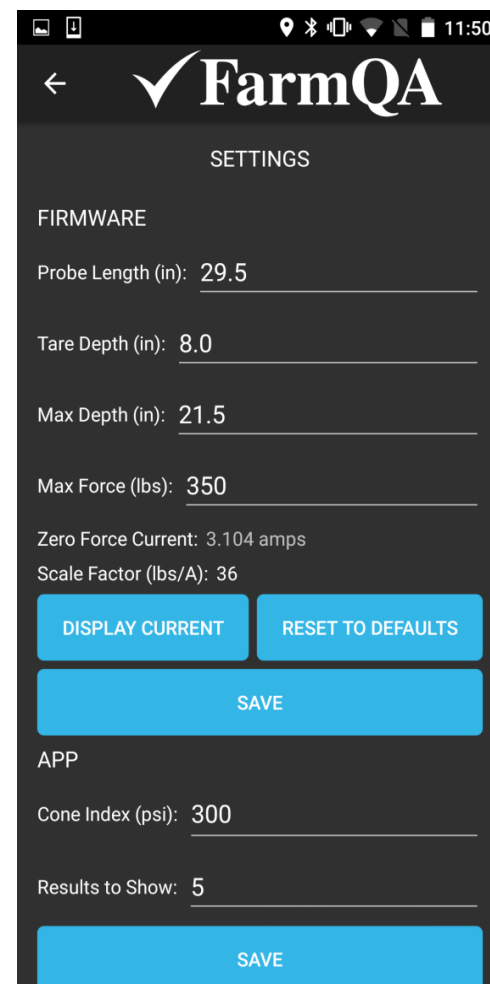 11:50
FarmQA
SETTINGS
FIRMWARE
Probe Length (in): 29.5
Tare Depth (in): 8.0
Max Depth (in): 21.5
Max Force (lbs): 350
Zero Force Current: 3.104 amps
Scale Factor (lbs/A): 36
DISPLAY CURRENT RESET TO DEFAULTS
SAVE
APP
Cone Index (psi): 300
Results to Show: 5
SAVE